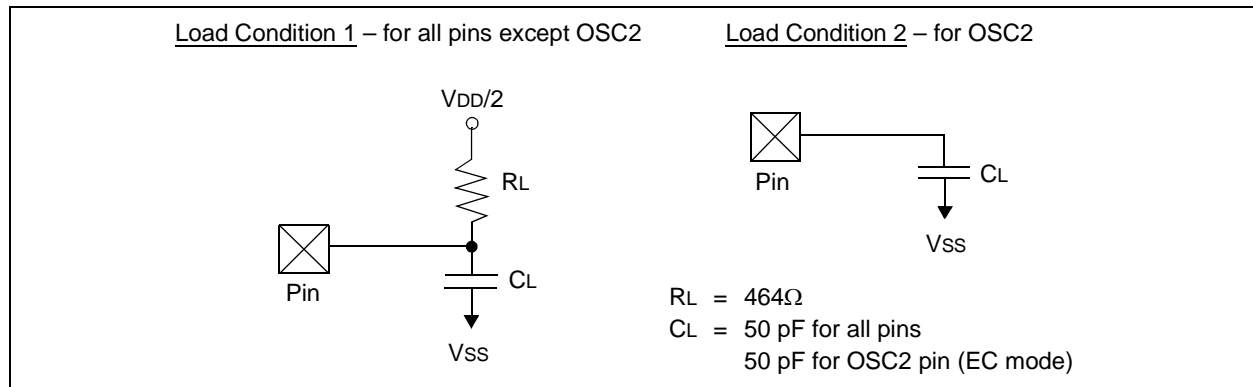 Load Condition 1 – for all pins except OSC2
VDD/2
RL
Pin
CL
VSS
Load Condition 2 – for OSC2
Pin
CL
VSS
RL = 464Ω
CL = 50 pF for all pins
50 pF for OSC2 pin (EC mode)